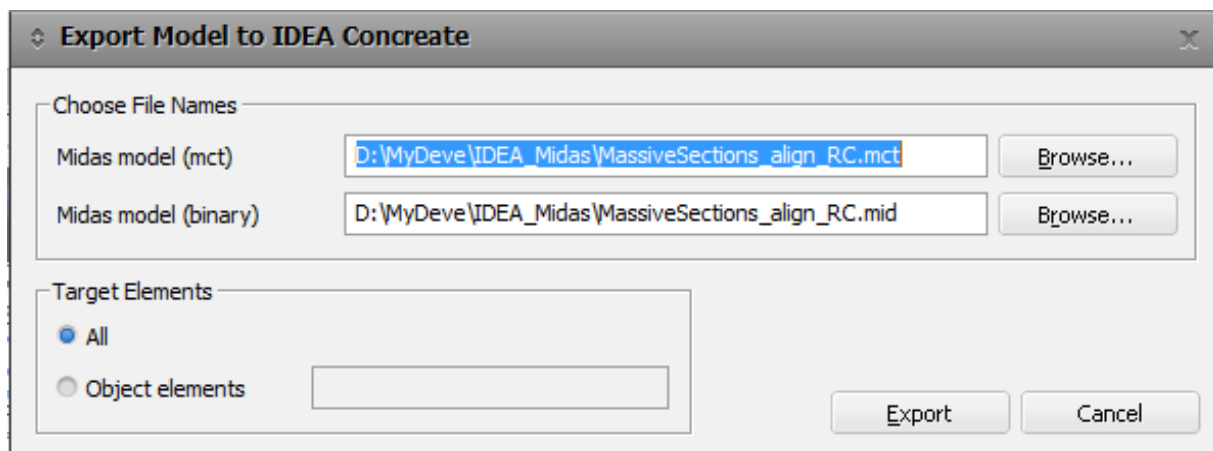 Export Model to IDEA Concreate
Choose File Names
Midas model (mct) D:\MyDeve\IDEA_Midas\MassiveSections_align_RC.mct Browse...
Midas model (binary) D:\MyDeve\IDEA_Midas\MassiveSections_align_RC.mid Browse...
Target Elements
All
Object elements
Export Cancel